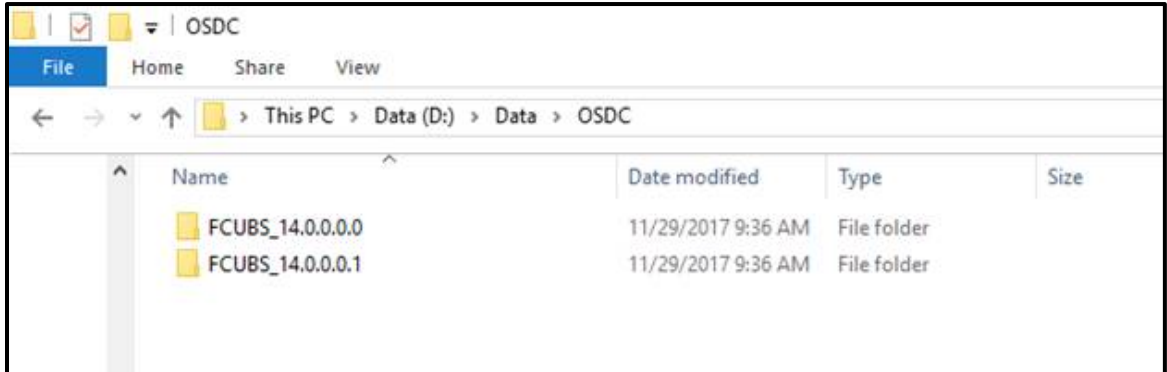 OSDC
File Home Share View
This PC > Data (D:) > Data > OSDC
Name Date modified Type Size
FCUBS_14.0.0.0.0 11/29/2017 9:36 AM File folder
FCUBS_14.0.0.0.1 11/29/2017 9:36 AM File folder